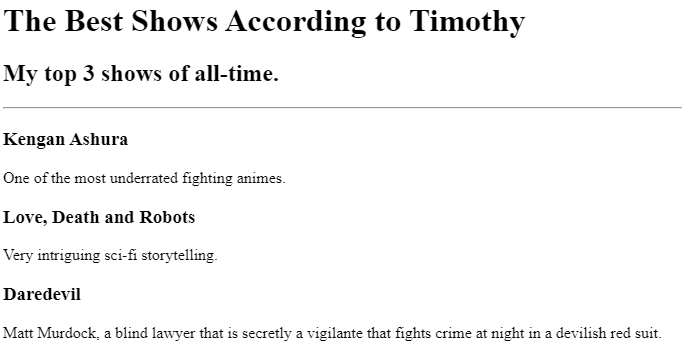 The Best Shows According to Timothy
My top 3 shows of all-time.
Kengan Ashura
One of the most underrated fighting animes.
Love, Death and Robots
Very intriguing sci-fi storytelling.
Daredevil
Matt Murdock, a blind lawyer that is secretly a vigilante that fights crime at night in a devilish red suit.